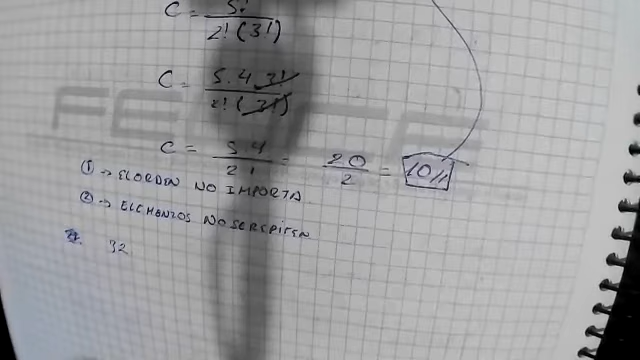 C = 5! / 2! (3!)
C = 5.4 3! / 2! (3!)
C = 5.4 / 2! = 20 / 2 = 10 //
① → EL ORDEN NO IMPORTA
② → ELEMENTOS NO SE REPITEN
32